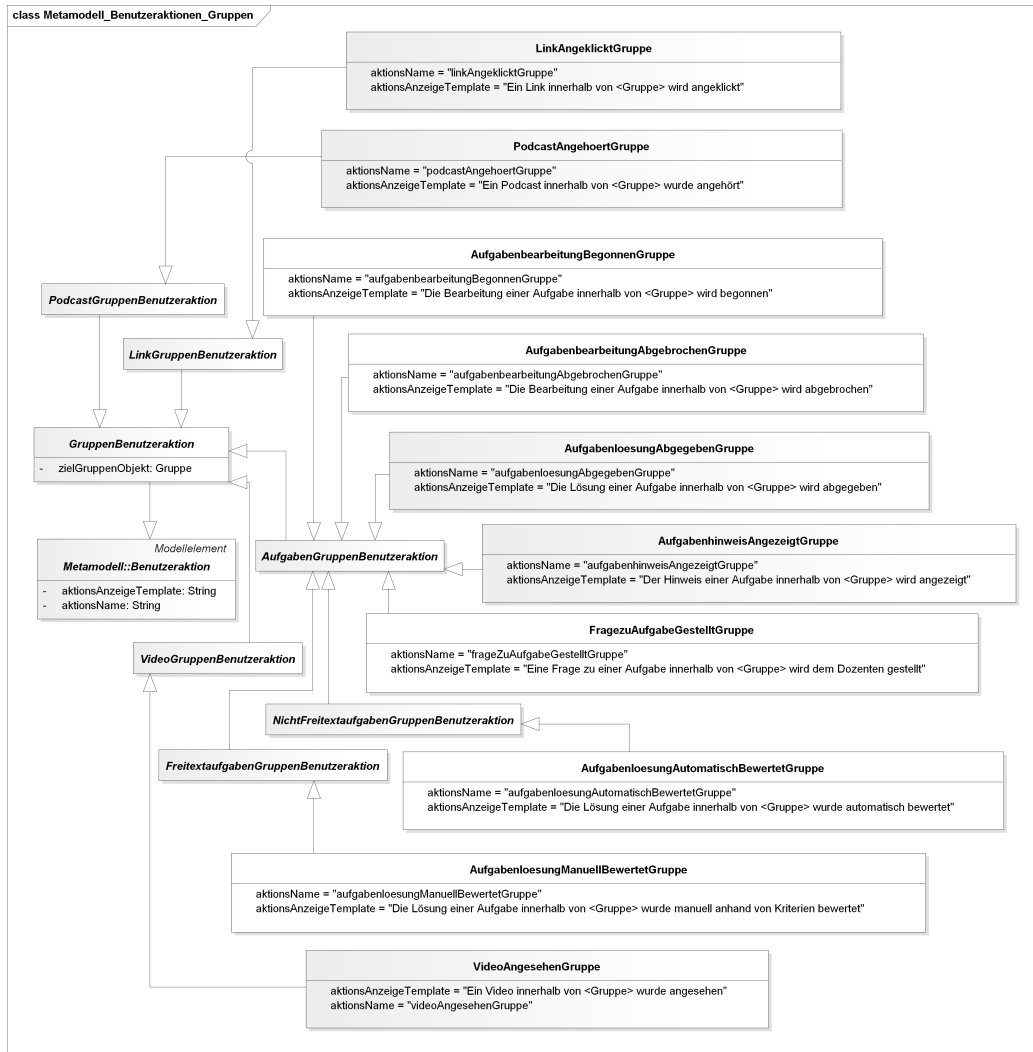 class Metamodell_Benutzeraktionen_Gruppen
LinkAngeklicktGruppe
aktionsName = "linkAngeklicktGruppe"
aktionsAnzeigeTemplate = "Ein Link innerhalb von <Gruppe> wird angeklickt"
PodcastAngehoertGruppe
aktionsName = "podcastAngehoertGruppe"
aktionsAnzeigeTemplate = "Ein Podcast innerhalb von <Gruppe> wurde angehört"
AufgabenbearbeitungBegonnenGruppe
aktionsName = "aufgabenbearbeitungBegonnenGruppe"
aktionsAnzeigeTemplate = "Die Bearbeitung einer Aufgabe innerhalb von <Gruppe> wird begonnen"
PodcastGruppenBenutzeraktion
LinkGruppenBenutzeraktion
AufgabenbearbeitungAbgebrochenGruppe
aktionsName = "aufgabenbearbeitungAbgebrochenGruppe"
aktionsAnzeigeTemplate = "Die Bearbeitung einer Aufgabe innerhalb von <Gruppe> wird abgebrochen"
GruppenBenutzeraktion
- zielGruppenObjekt: Gruppe
AufgabenloesungAbgegebenGruppe
aktionsName = "aufgabenloesungAbgegebenGruppe"
aktionsAnzeigeTemplate = "Die Lösung einer Aufgabe innerhalb von <Gruppe> wird abgegeben"
Modellelement
Metamodell::Benutzeraktion
- aktionsAnzeigeTemplate: String
- aktionsName: String
AufgabenGruppenBenutzeraktion
AufgabenhinweisAngezeigtGruppe
aktionsName = "aufgabenhinweisAngezeigtGruppe"
aktionsAnzeigeTemplate = "Der Hinweis einer Aufgabe innerhalb von <Gruppe> wird angezeigt"
FragezuAufgabeGestelltGruppe
aktionsName = "frageZuAufgabeGestelltGruppe"
aktionsAnzeigeTemplate = "Eine Frage zu einer Aufgabe innerhalb von <Gruppe> wird dem Dozenten gestellt"
VideoGruppenBenutzeraktion
NichtFreitextaufgabenGruppenBenutzeraktion
FreitextaufgabenGruppenBenutzeraktion
AufgabenloesungAutomatischBewertetGruppe
aktionsName = "aufgabenloesungAutomatischBewertetGruppe"
aktionsAnzeigeTemplate = "Die Lösung einer Aufgabe innerhalb von <Gruppe> wurde automatisch bewertet"
AufgabenloesungManuellBewertetGruppe
aktionsName = "aufgabenloesungManuellBewertetGruppe"
aktionsAnzeigeTemplate = "Die Lösung einer Aufgabe innerhalb von <Gruppe> wurde manuell anhand von Kriterien bewertet"
VideoAngesehenGruppe
aktionsAnzeigeTemplate = "Ein Video innerhalb von <Gruppe> wurde angesehen"
aktionsName = "videoAngesehenGruppe"